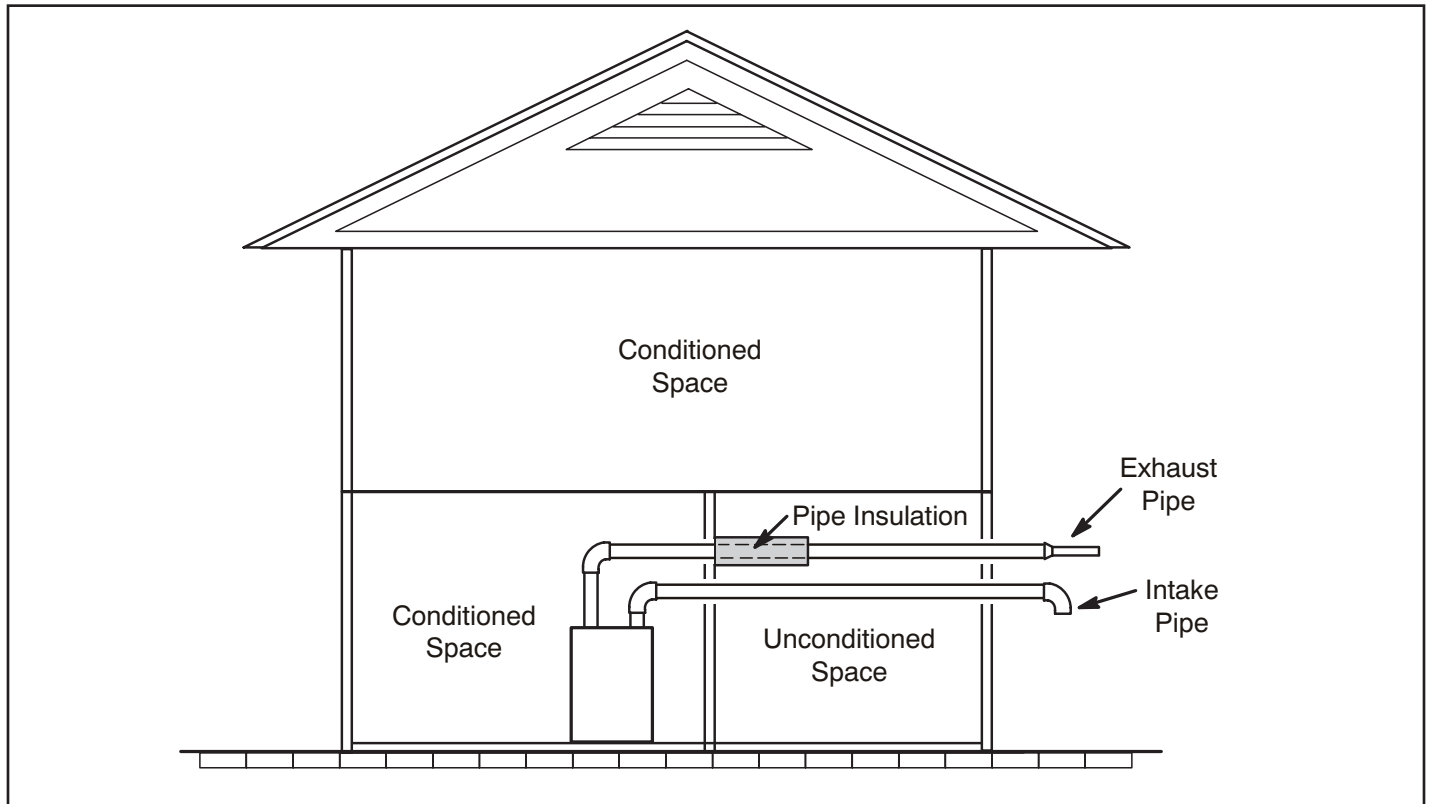 Conditioned
Space
Exhaust
Pipe
Pipe Insulation
Intake
Pipe
Conditioned
Space
Unconditioned
Space